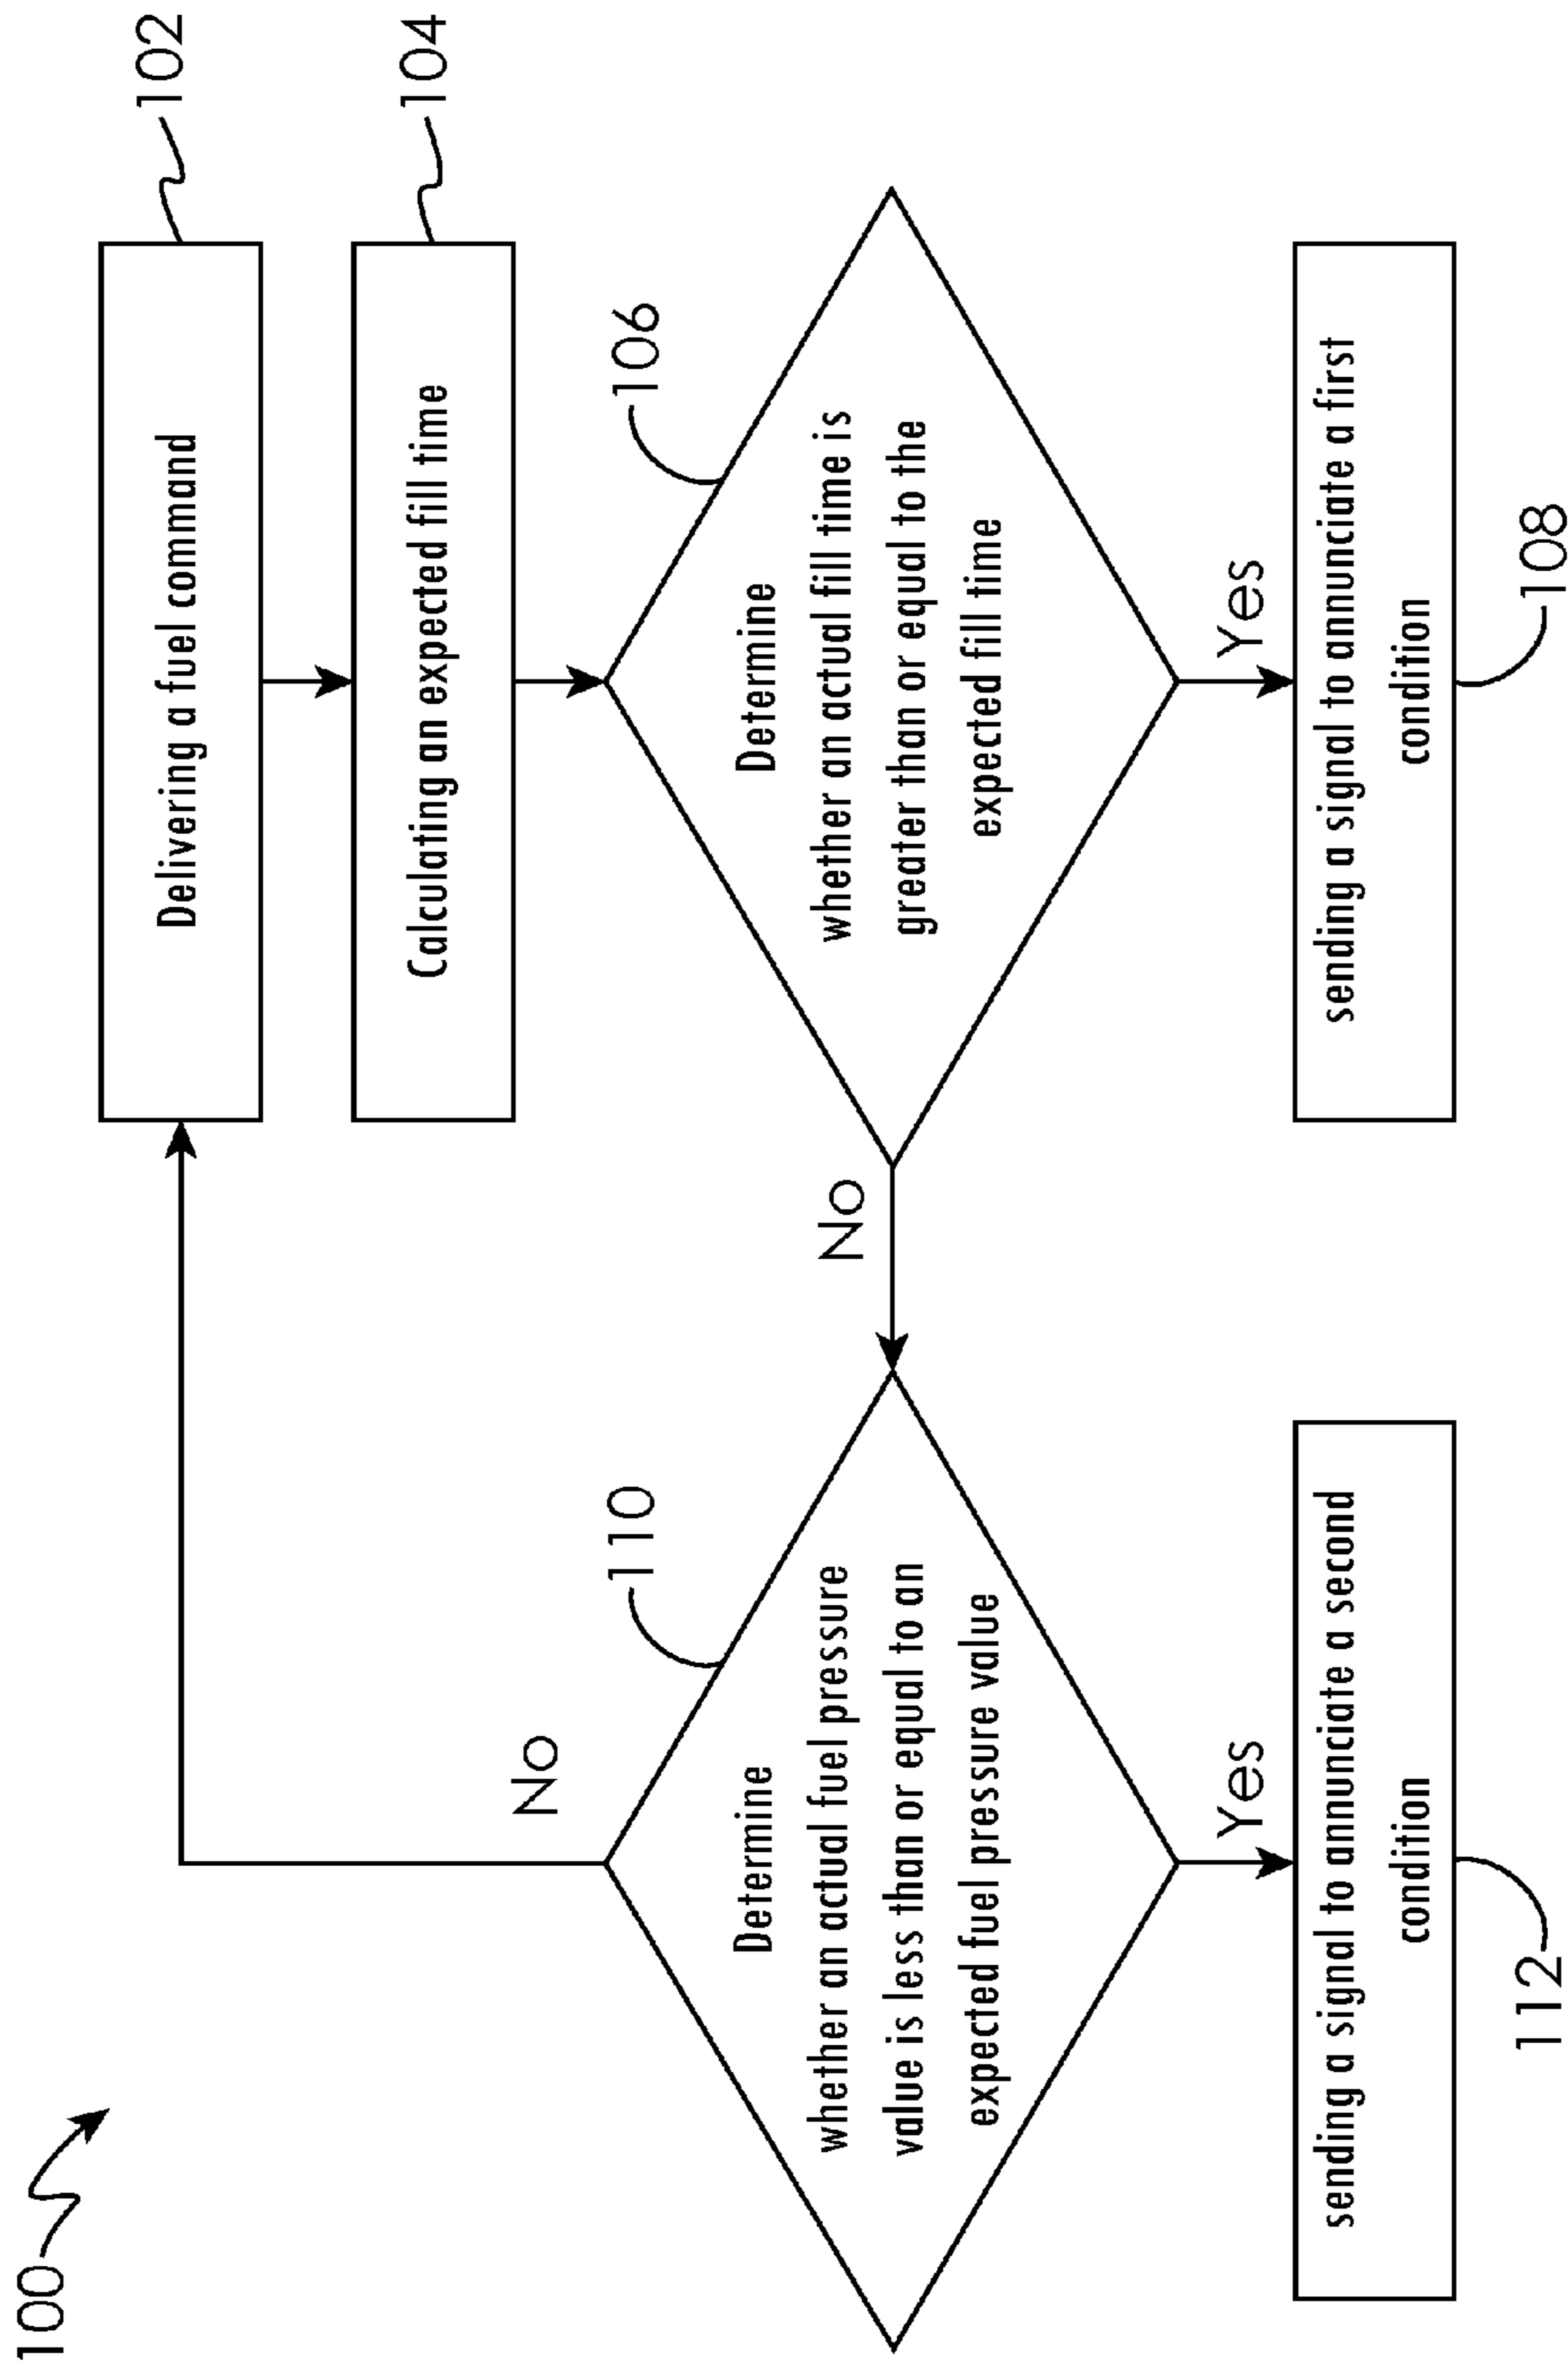 100
Delivering a fuel command
102
Calculating an expected fill time
104
Determine
whether an actual fill time is
greater than or equal to the
expected fill time
106
Yes
sending a signal to annunciate a first
condition
108
No
Determine
whether an actual fuel pressure
value is less than or equal to an
expected fuel pressure value
110
No
Yes
sending a signal to annunciate a second
condition
112